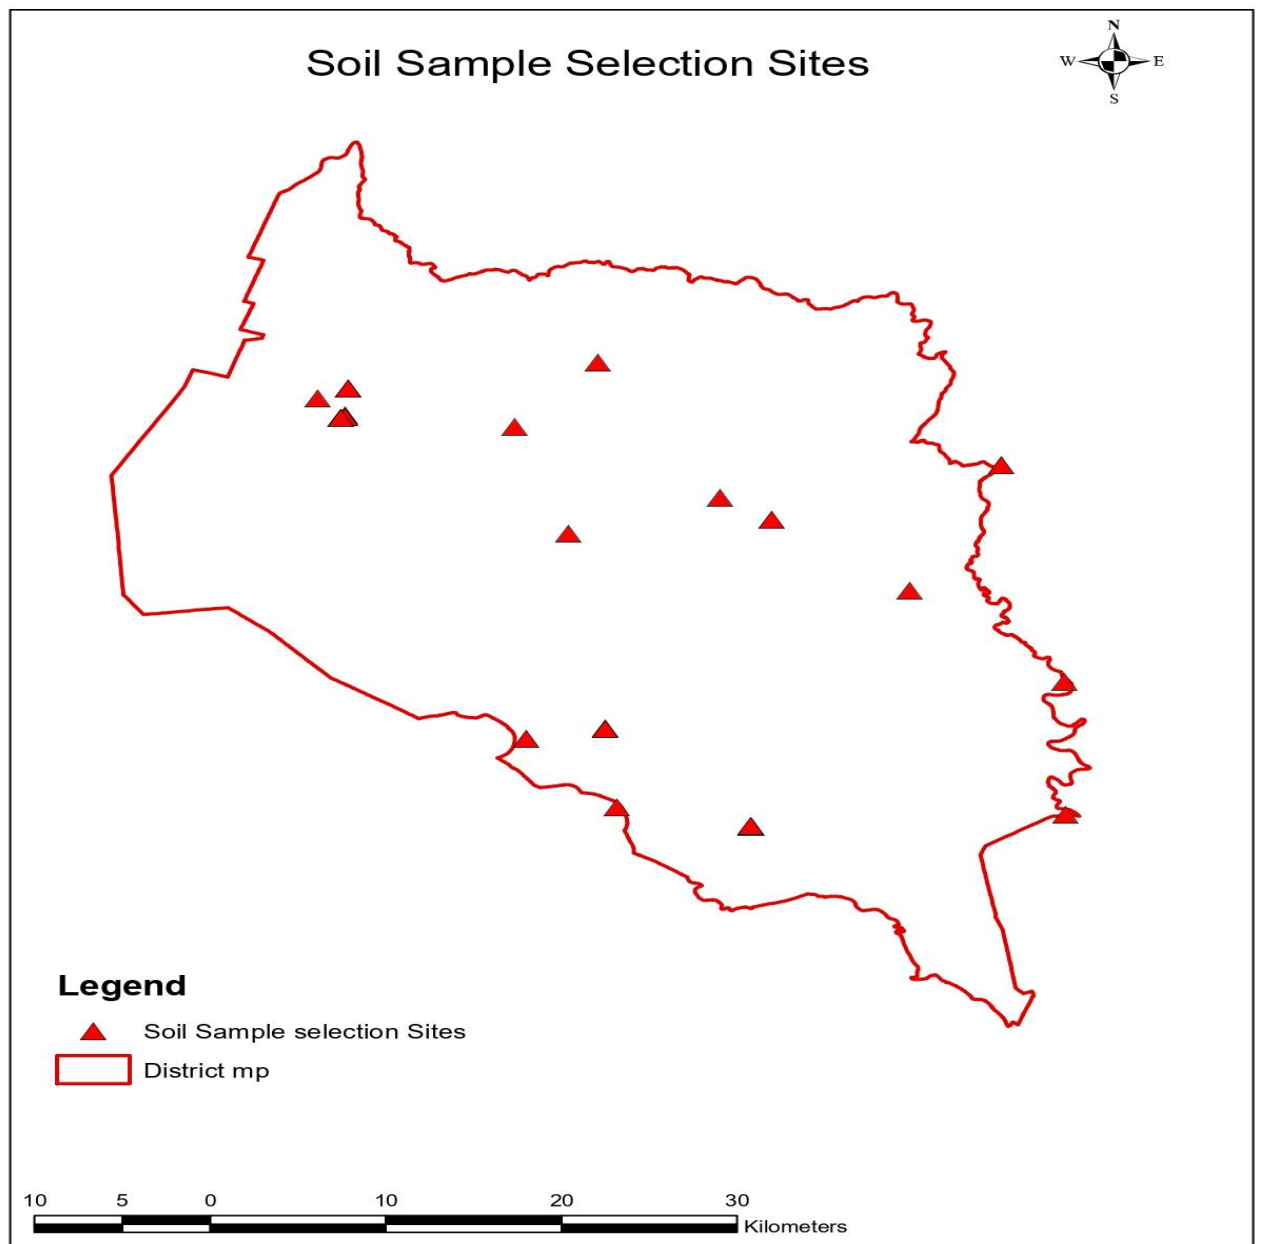 N
Soil Sample Selection Sites
W E
S
Legend
Soil Sample selection Sites
District mp
10 5 0 10 20 30
Kilometers